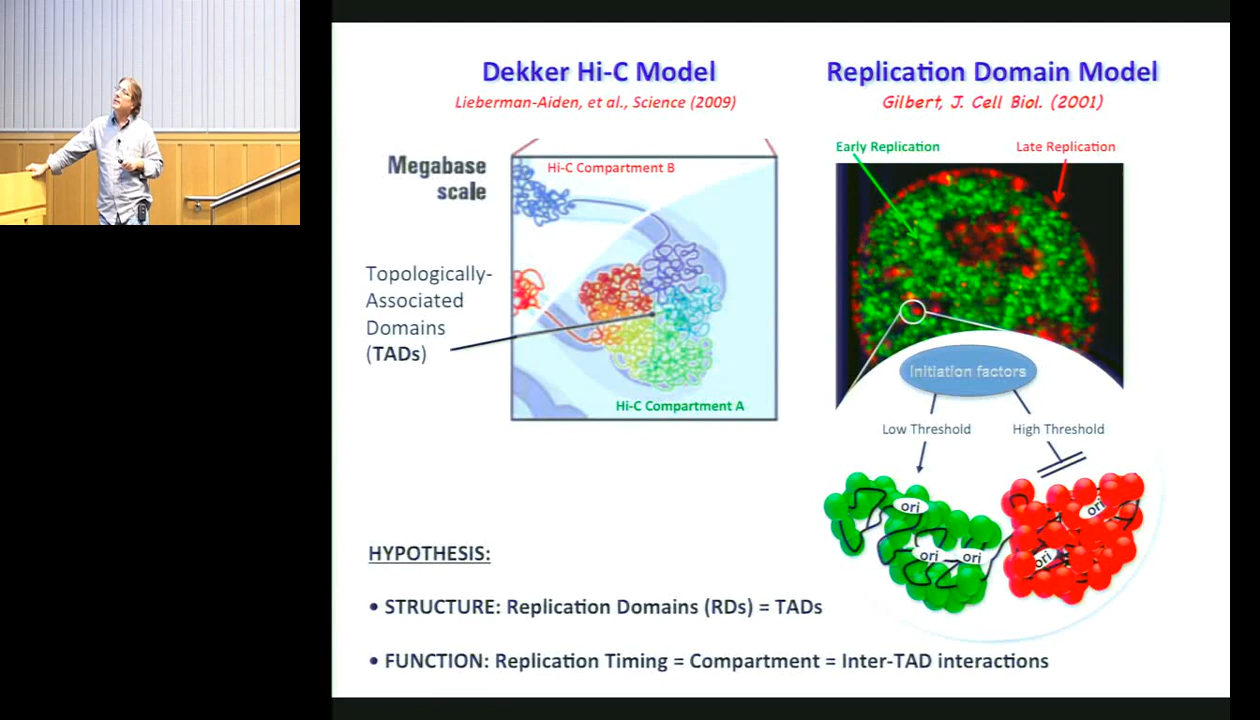 Dekker Hi-C Model
Lieberman-Aiden, et al., Science (2009)
Megabase
scale
Hi-C Compartment B
Topologically-
Associated
Domains
(TADs)
Hi-C Compartment A
Replication Domain Model
Gilbert, J. Cell Biol. (2001)
Early Replication
Late Replication
Initiation factors
Low Threshold
High Threshold
ori
ori
ori
ori
ori
HYPOTHESIS:
• STRUCTURE: Replication Domains (RDs) = TADs
• FUNCTION: Replication Timing = Compartment = Inter-TAD interactions